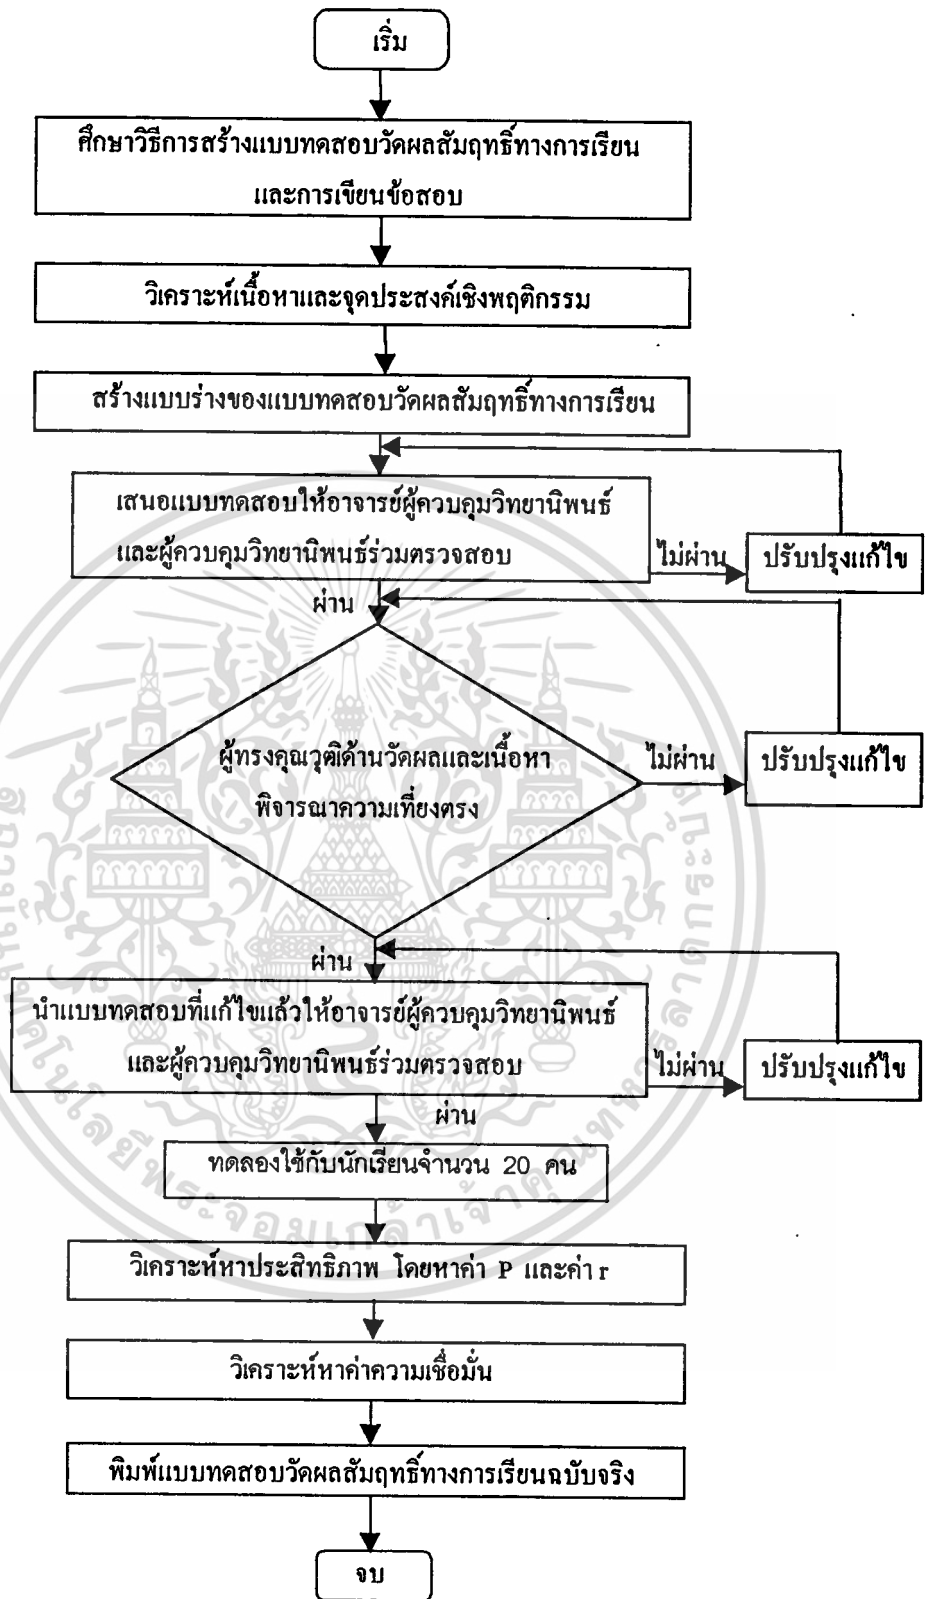 เริ่ม
ศึกษาวิธีการสร้างแบบทดสอบวัดผลสัมฤทธิ์ทางการเรียน
และการเขียนข้อสอบ
วิเคราะห์เนื้อหาและจุดประสงค์เชิงพฤติกรรม
สร้างแบบร่างของแบบทดสอบวัดผลสัมฤทธิ์ทางการเรียน
เสนอแบบทดสอบให้อาจารย์ผู้ควบคุมวิทยานิพนธ์
และผู้ควบคุมวิทยานิพนธ์ร่วมตรวจสอบ
ไม่ผ่าน
ปรับปรุงแก้ไข
ผ่าน
ผู้ทรงคุณวุฒิด้านวัดผลและเนื้อหา
พิจารณาความเที่ยงตรง
ไม่ผ่าน
ปรับปรุงแก้ไข
ผ่าน
นำแบบทดสอบที่แก้ไขแล้วให้อาจารย์ผู้ควบคุมวิทยานิพนธ์
และผู้ควบคุมวิทยานิพนธ์ร่วมตรวจสอบ
ไม่ผ่าน
ปรับปรุงแก้ไข
ผ่าน
ทดลองใช้กับนักเรียนจำนวน 20 คน
วิเคราะห์หาประสิทธิภาพ โดยหาค่า P และค่า r
วิเคราะห์หาค่าความเชื่อมั่น
พิมพ์แบบทดสอบวัดผลสัมฤทธิ์ทางการเรียนฉบับจริง
จบ